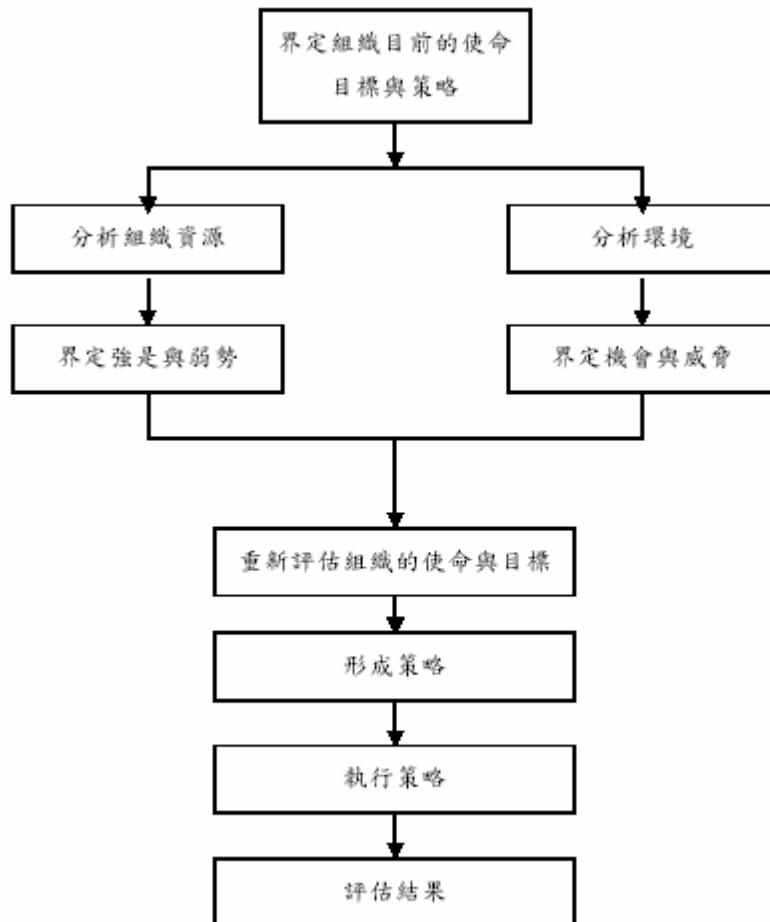 界定組織目前的使命
目標與策略
分析組織資源
分析環境
界定強是與弱勢
界定機會與威脅
重新評估組織的使命與目標
形成策略
執行策略
評估結果